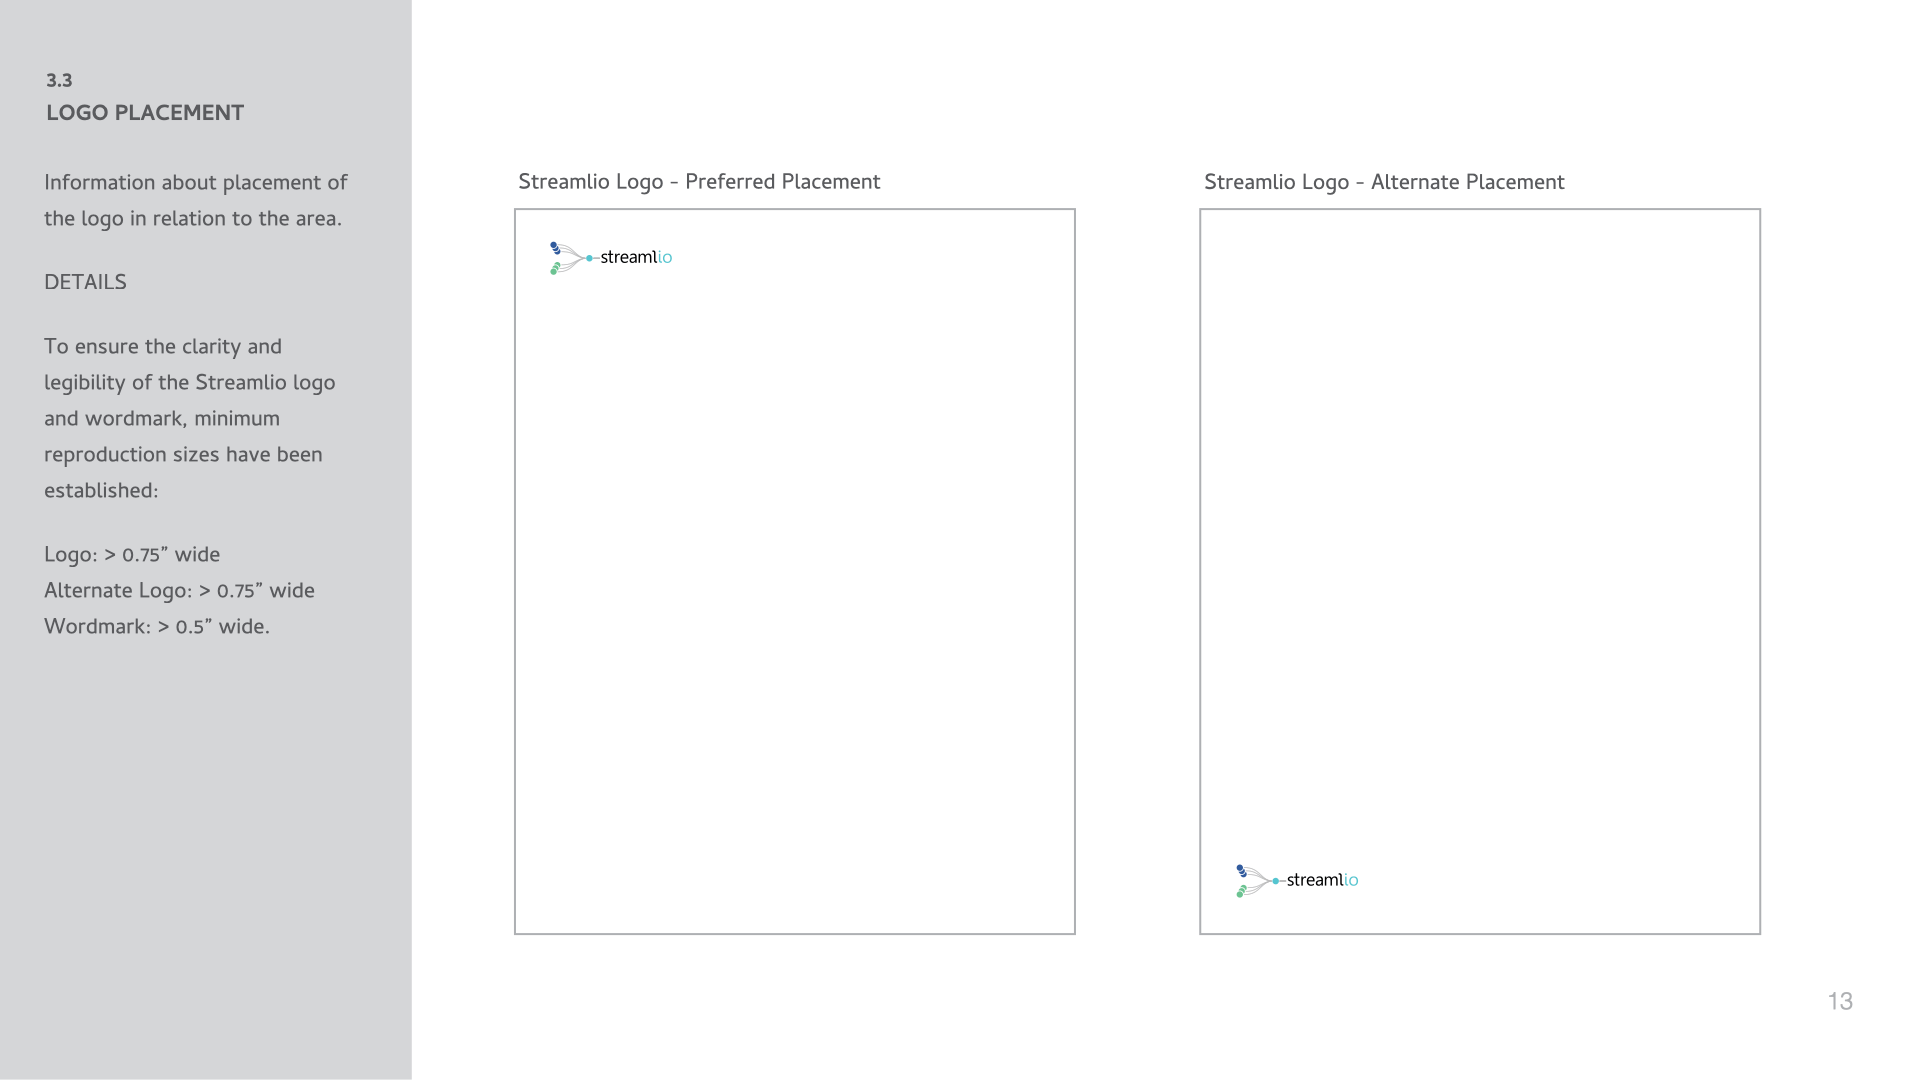 3.3
LOGO PLACEMENT
Information about placement of
the logo in relation to the area.
DETAILS
To ensure the clarity and
legibility of the Streamlio logo
and wordmark, minimum
reproduction sizes have been
established:
Logo: > 0.75” wide
Alternate Logo: > 0.75” wide
Wordmark: > 0.5” wide.
Streamlio Logo - Preferred Placement
streamlio
Streamlio Logo - Alternate Placement
streamlio
13